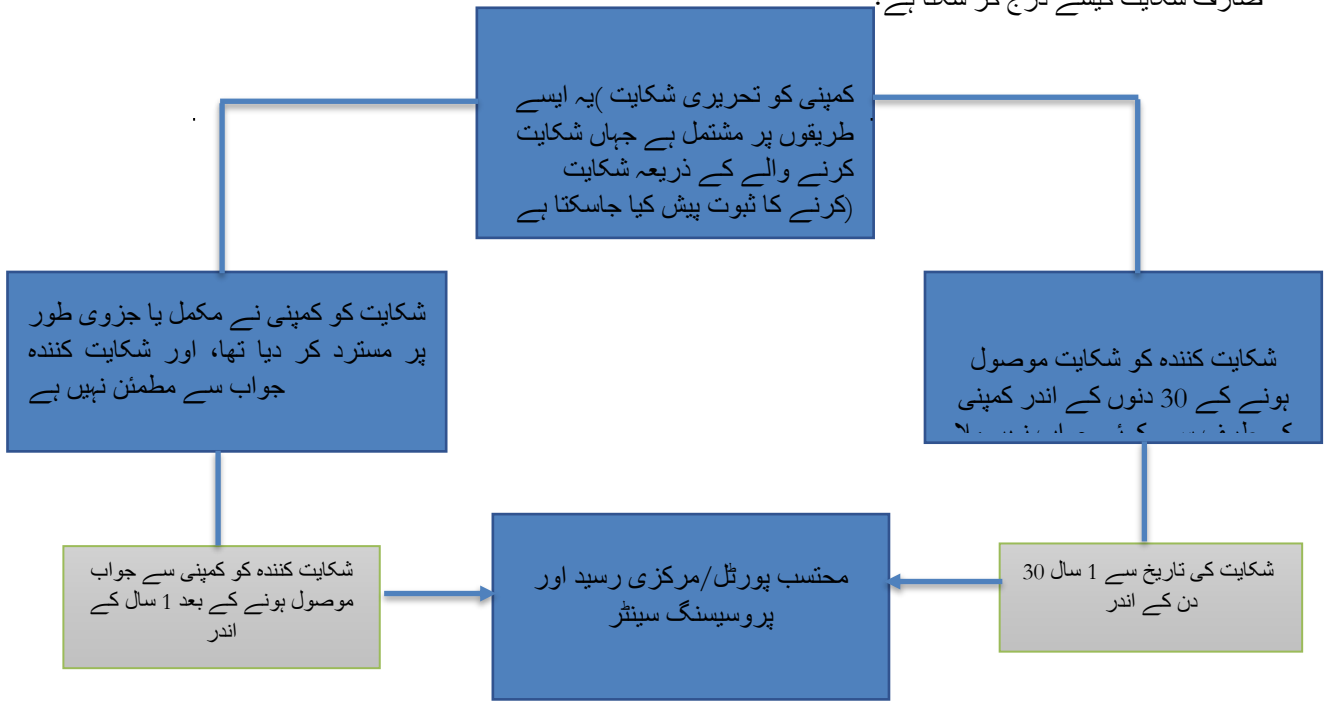 کمپنی کو تحریری شکایت )یہ ایسے
طریقوں پر مشتمل ہے جہاں شکایت
کرنے والے کے ذریعہ شکایت
(کرنے کا ثبوت پیش کیا جاسکتا ہے
شکایت کو کمپنی نے مکمل یا جزوی طور
پر مسترد کر دیا تھا، اور شکایت کنندہ
جواب سے مطمئن نہیں ہے
شکایت کنندہ کو شکایت موصول
ہونے کے 30 دنوں کے اندر کمپنی
شکایت کنندہ کو کمپنی سے جواب
موصول ہونے کے بعد 1 سال کے
اندر
محتسب پورٹل/مرکزی رسید اور
پروسیسنگ سینٹر
شکایت کی تاریخ سے 1 سال 30
دن کے اندر